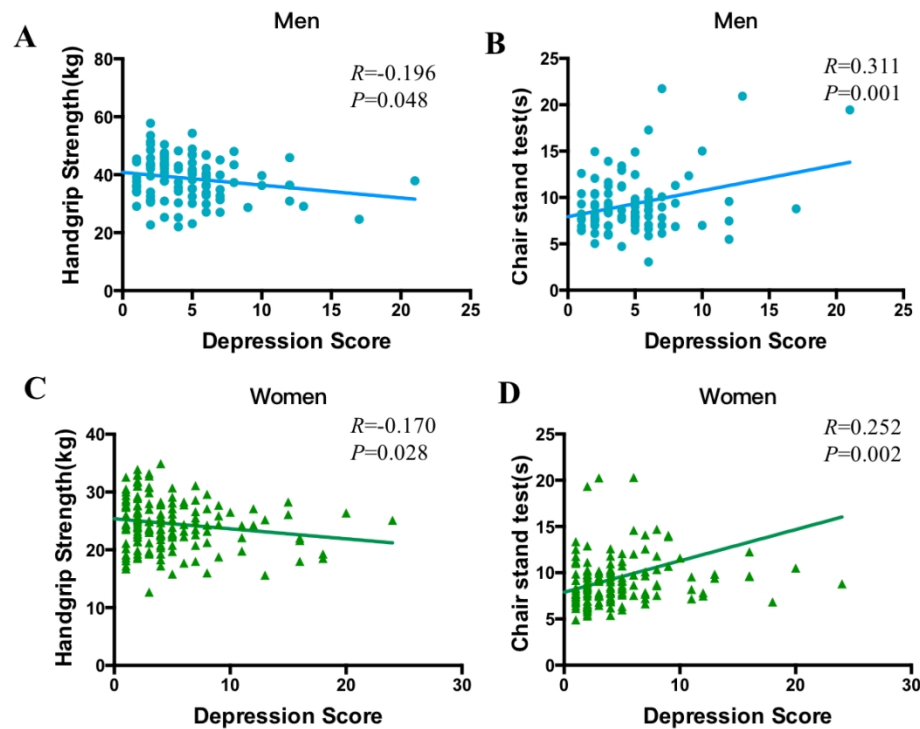 A
Men
Handgrip Strength(kg)
R=-0.196
P=0.048
80
60
40
20
0
0 5 10 15 20 25
Depression Score
B
Men
Chair stand test(s)
R=0.311
P=0.001
25
20
15
10
5
0
0 5 10 15 20 25
Depression Score
C
Women
Handgrip Strength(kg)
R=-0.170
P=0.028
40
30
20
10
0
0 10 20 30
Depression Score
D
Women
Chair stand test(s)
R=0.252
P=0.002
25
20
15
10
5
0
0 10 20 30
Depression Score